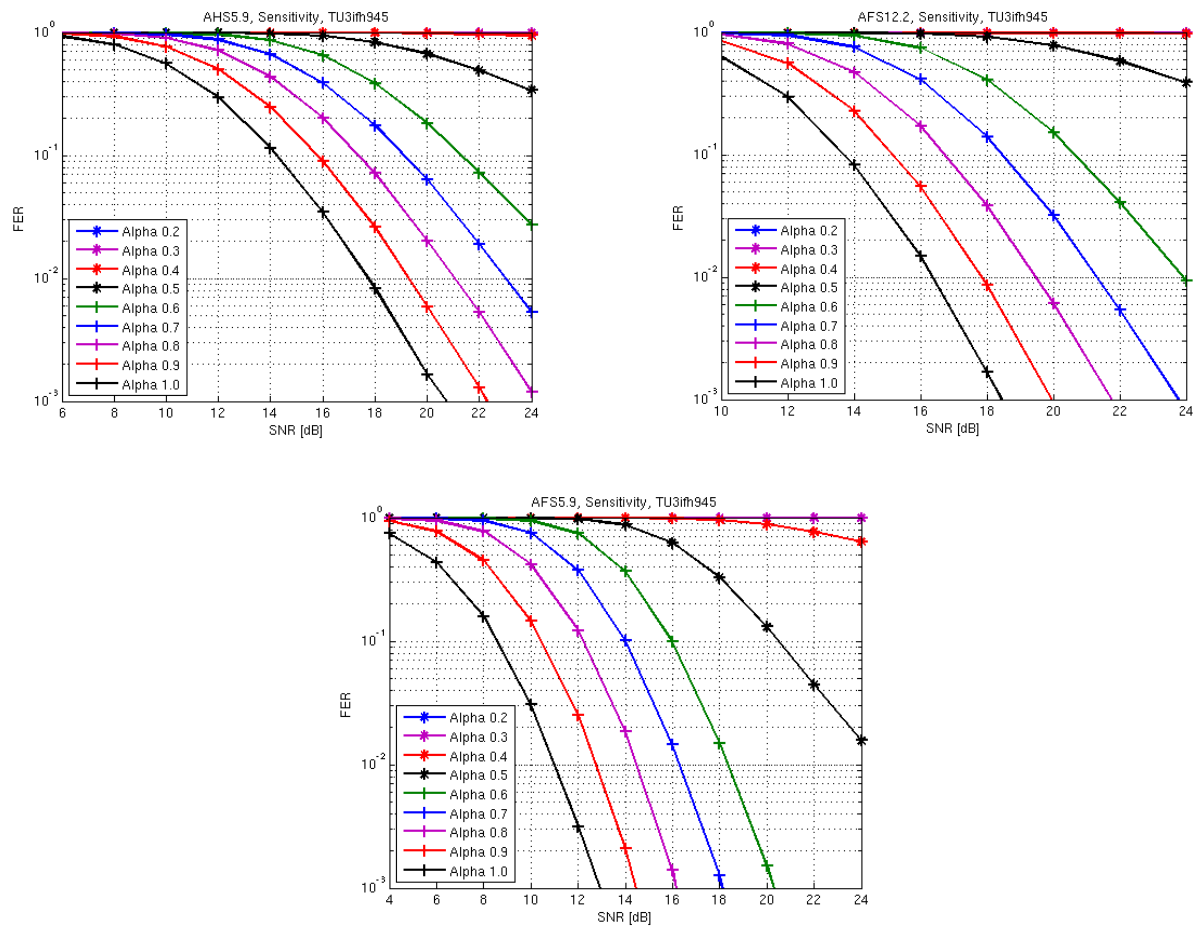 AHS5.9, Sensitivity, TU3ifh945
10^0
10^-1
10^-2
10^-3
FER
Alpha 0.2
Alpha 0.3
Alpha 0.4
Alpha 0.5
Alpha 0.6
Alpha 0.7
Alpha 0.8
Alpha 0.9
Alpha 1.0
6 8 10 12 14 16 18 20 22 24
SNR [dB]
AFS12.2, Sensitivity, TU3ifh945
10^0
10^-1
10^-2
10^-3
FER
Alpha 0.2
Alpha 0.3
Alpha 0.4
Alpha 0.5
Alpha 0.6
Alpha 0.7
Alpha 0.8
Alpha 0.9
Alpha 1.0
10 12 14 16 18 20 22 24
SNR [dB]
AFS5.9, Sensitivity, TU3ifh945
10^0
10^-1
10^-2
10^-3
FER
Alpha 0.2
Alpha 0.3
Alpha 0.4
Alpha 0.5
Alpha 0.6
Alpha 0.7
Alpha 0.8
Alpha 0.9
Alpha 1.0
4 6 8 10 12 14 16 18 20 22 24
SNR [dB]